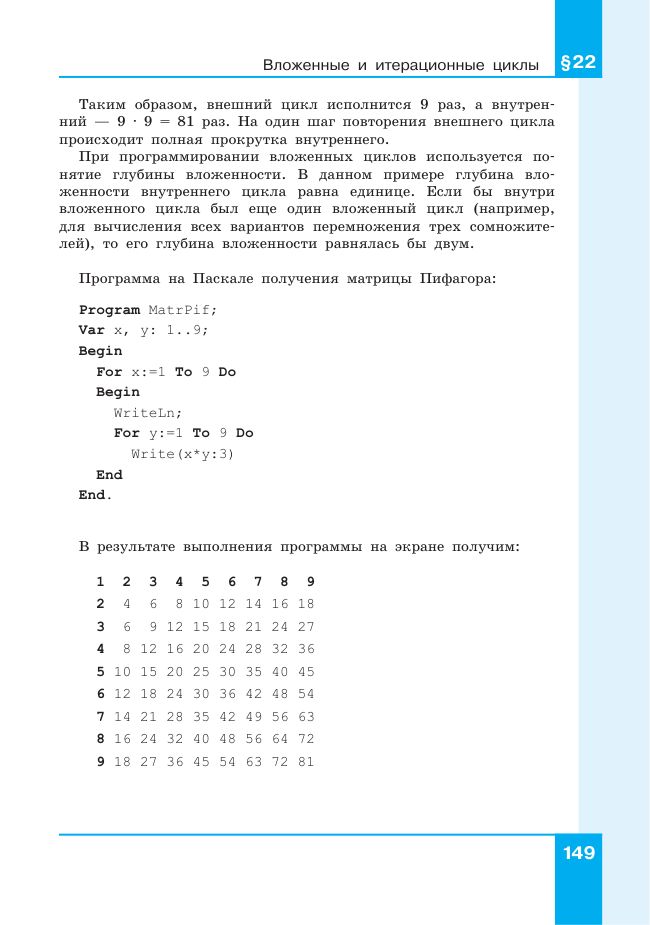 Вложенные и итерационные циклы §22
Таким образом, внешний цикл исполнится 9 раз, а внутрен-
ний — 9 · 9 = 81 раз. На один шаг повторения внешнего цикла
происходит полная прокрутка внутреннего.
При программировании вложенных циклов используется по-
нятие глубины вложенности. В данном примере глубина вло-
женности внутреннего цикла равна единице. Если бы внутри
вложенного цикла был еще один вложенный цикл (например,
для вычисления всех вариантов перемножения трех сомножите-
лей), то его глубина вложенности равнялась бы двум.
Программа на Паскале получения матрицы Пифагора:
Program MatrPif;
Var x, y: 1..9;
Begin
For x:=1 To 9 Do
Begin
WriteLn;
For y:=1 To 9 Do
Write(x*y:3)
End
End.
В результате выполнения программы на экране получим:
1 2 3 4 5 6 7 8 9
2 4 6 8 10 12 14 16 18
3 6 9 12 15 18 21 24 27
4 8 12 16 20 24 28 32 36
5 10 15 20 25 30 35 40 45
6 12 18 24 30 36 42 48 54
7 14 21 28 35 42 49 56 63
8 16 24 32 40 48 56 64 72
9 18 27 36 45 54 63 72 81
149